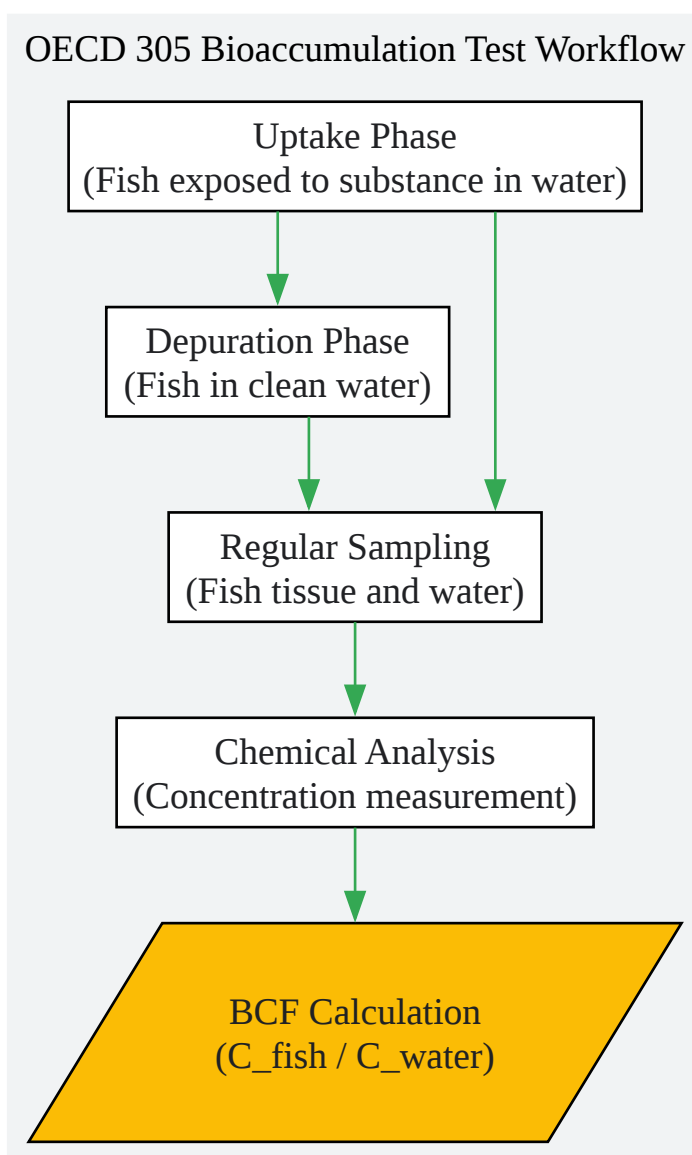 OECD 305 Bioaccumulation Test Workflow
Uptake Phase
(Fish exposed to substance in water)
Depuration Phase
(Fish in clean water)
Regular Sampling
(Fish tissue and water)
Chemical Analysis
(Concentration measurement)
BCF Calculation
(C_fish / C_water)